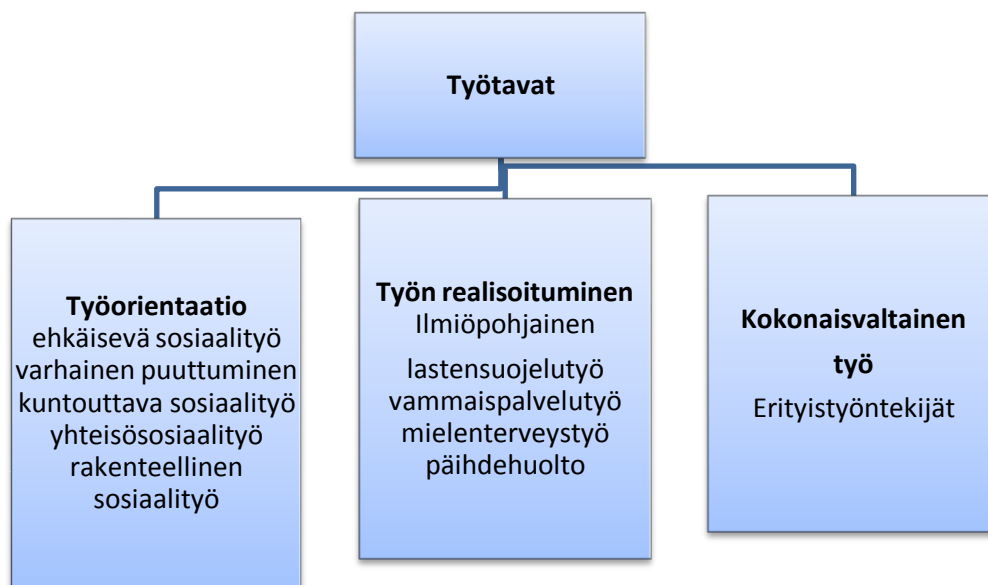 Työtavat
Työorientaatio
ehkäisevä sosiaalityö
varhainen puuttuminen
kuntouttava sosiaalityö
yhteisösosiaalityö
rakenteellinen
sosiaalityö
Työn realisoituminen
Ilmiöpohjainen
lastensuojelutyö
vammaispalvelutyö
mielenterveystyö
päihdehuolto
Kokonaisvaltainen
työ
Erityistyöntekijät